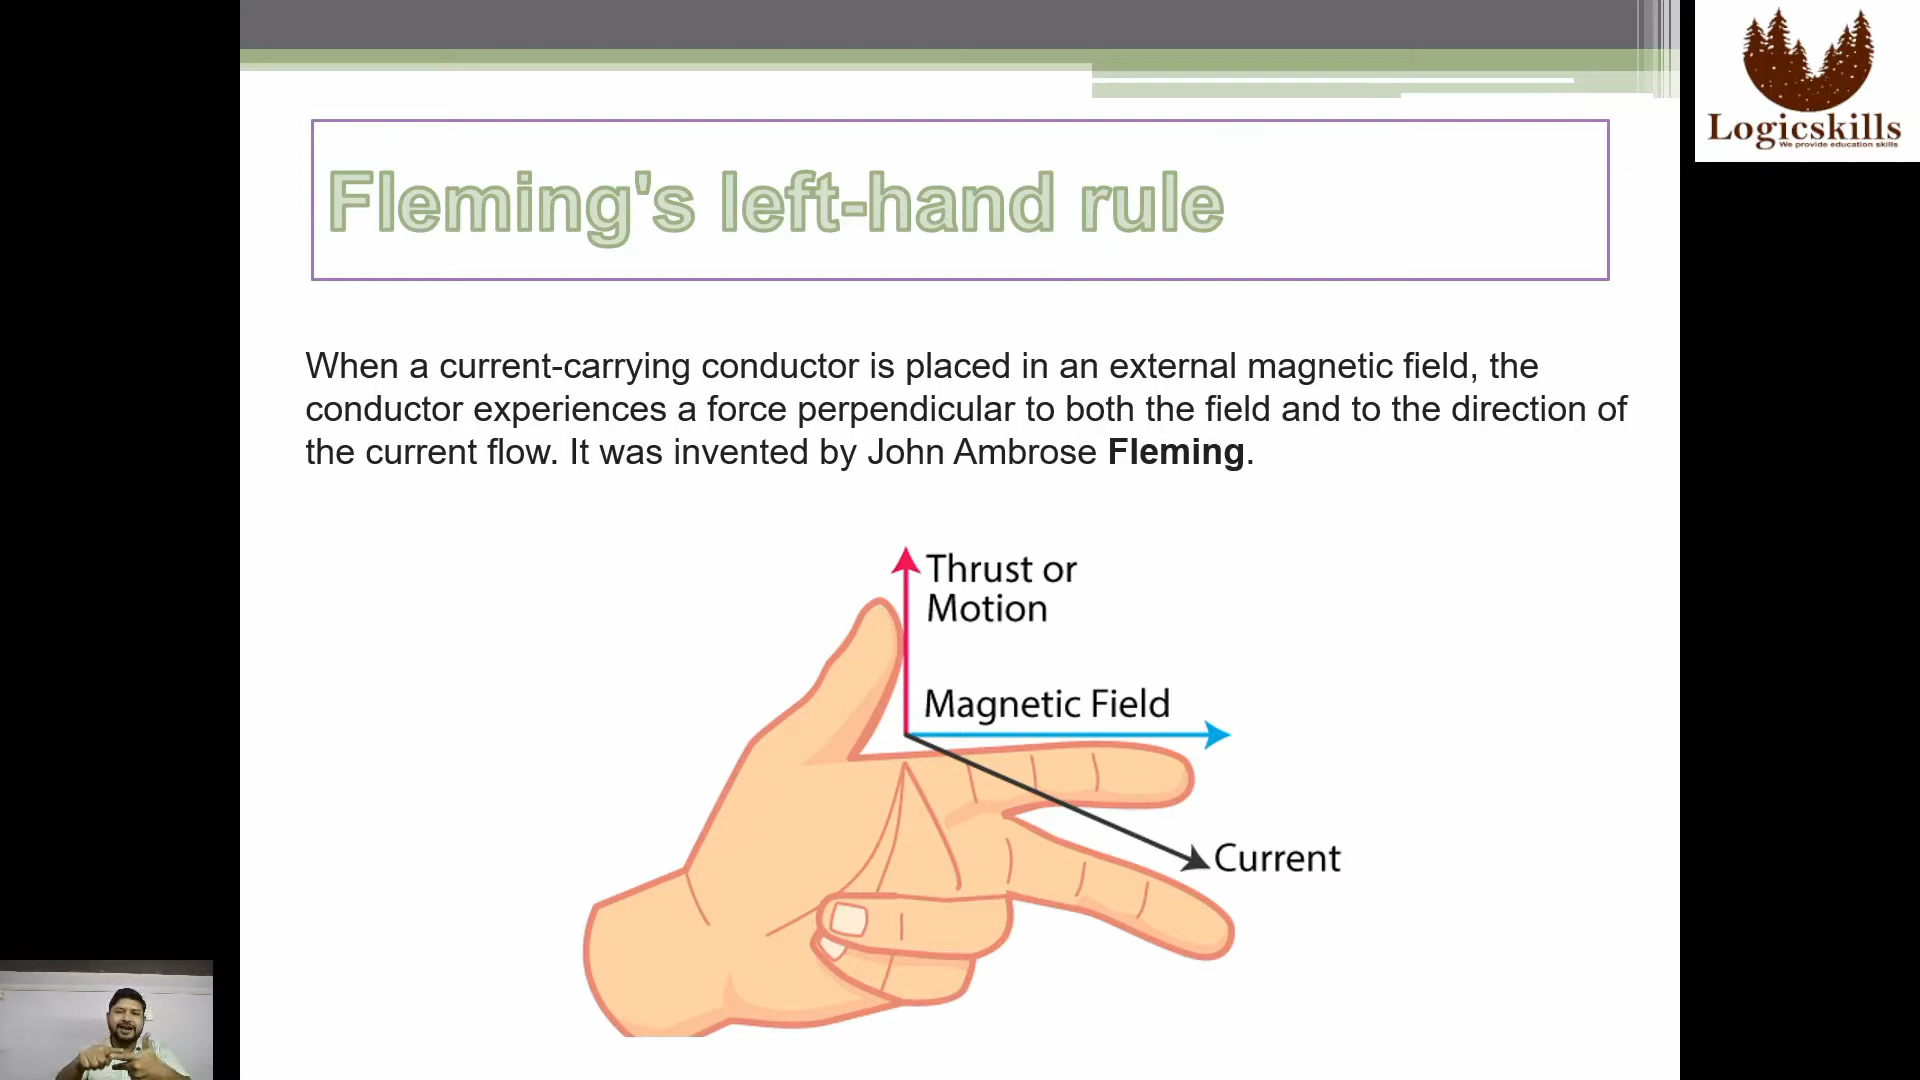 Logicskills
We provide education skills
Fleming's left-hand rule
When a current-carrying conductor is placed in an external magnetic field, the
conductor experiences a force perpendicular to both the field and to the direction of
the current flow. It was invented by John Ambrose Fleming.
Thrust or
Motion
Magnetic Field
Current